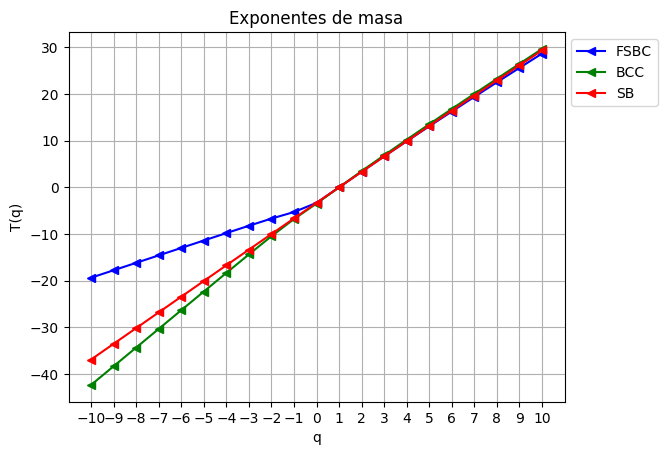 Exponentes de masa
FSBC
BCC
SB
T(q)
30
20
10
0
−10
−20
−30
−40
−10 −9 −8 −7 −6 −5 −4 −3 −2 −1 0 1 2 3 4 5 6 7 8 9 10
q